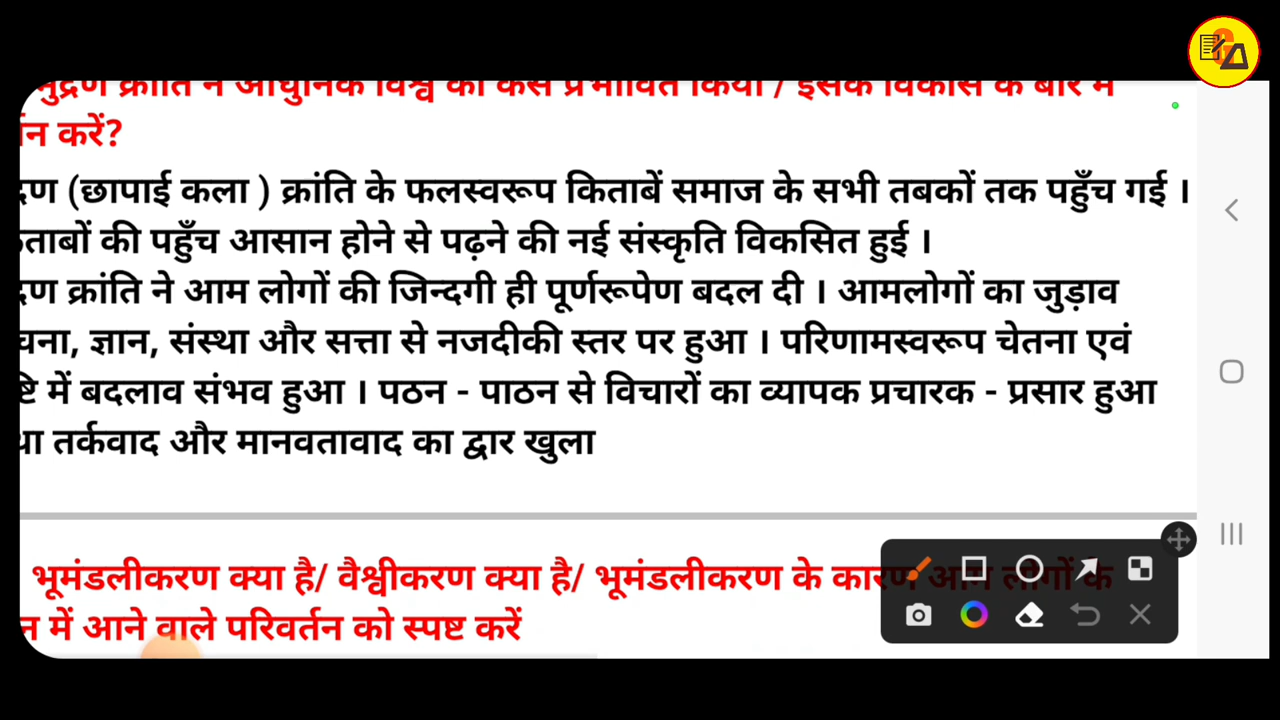 मुद्रण क्रांति ने आधुनिक विश्व को कैसे प्रभावित किया / इसके विकास के बारे में
करें?
(छापाई कला ) क्रांति के फलस्वरूप किताबें समाज के सभी तबकों तक पहुँच गई ।
की पहुँच आसान होने से पढ़ने की नई संस्कृति विकसित हुई ।
क्रांति ने आम लोगों की जिन्दगी ही पूर्णरूपेण बदल दी । आमलोगों का जुड़ाव
ज्ञान, संस्था और सत्ता से नजदीकी स्तर पर हुआ । परिणामस्वरूप चेतना एवं
में बदलाव संभव हुआ । पठन - पाठन से विचारों का व्यापक प्रचारक - प्रसार हुआ
तर्कवाद और मानवतावाद का द्वार खुला
भूमंडलीकरण क्या है/ वैश्वीकरण क्या है/ भूमंडलीकरण के कारण आम लोगों के
में आने वाले परिवर्तन को स्पष्ट करें